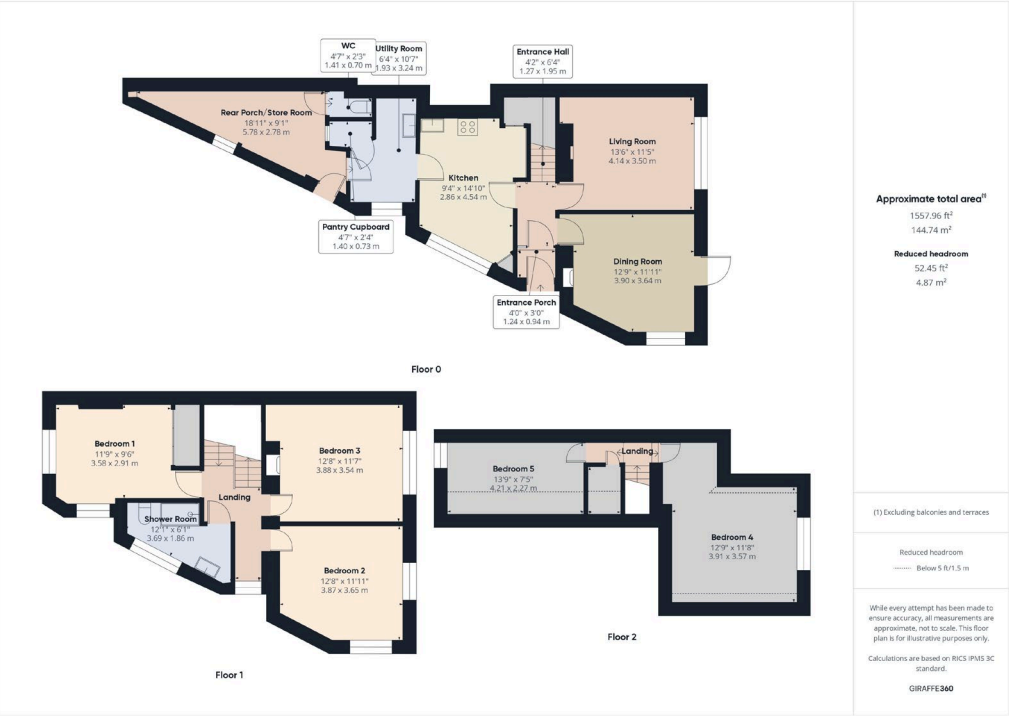 WC
4'7" x 2'3"
1.41 x 0.70 m
Utility Room
6'4" x 10'7"
1.93 x 3.24 m
Entrance Hall
4'2" x 6'4"
1.27 x 1.95 m
Rear Porch/Store Room
18'11" x 9'1"
5.78 x 2.78 m
Living Room
13'6" x 11'5"
4.14 x 3.50 m
Kitchen
9'4" x 14'10"
2.86 x 4.54 m
Pantry Cupboard
4'7" x 2'4"
1.40 x 0.73 m
Dining Room
12'9" x 11'11"
3.90 x 3.64 m
Entrance Porch
4'0" x 3'0"
1.24 x 0.94 m
Floor 0
Bedroom 1
11'9" x 9'6"
3.58 x 2.91 m
Bedroom 3
12'8" x 11'7"
3.88 x 3.54 m
Landing
Shower Room
12'1" x 6'1"
3.69 x 1.86 m
Bedroom 2
12'8" x 11'11"
3.87 x 3.65 m
Floor 1
Landing
Bedroom 5
13'9" x 7'5"
4.21 x 2.27 m
Bedroom 4
12'9" x 11'8"
3.91 x 3.57 m
Floor 2
Approximate total area(1)
1557.96 ft²
144.74 m²
Reduced headroom
52.45 ft²
4.87 m²
(1) Excluding balconies and terraces
Reduced headroom
Below 5 ft/1.5 m
While every attempt has been made to
ensure accuracy, all measurements are
approximate, not to scale. This floor
plan is for illustrative purposes only.
Calculations are based on RICS IPMS 3C
standard.
GIRAFFE360